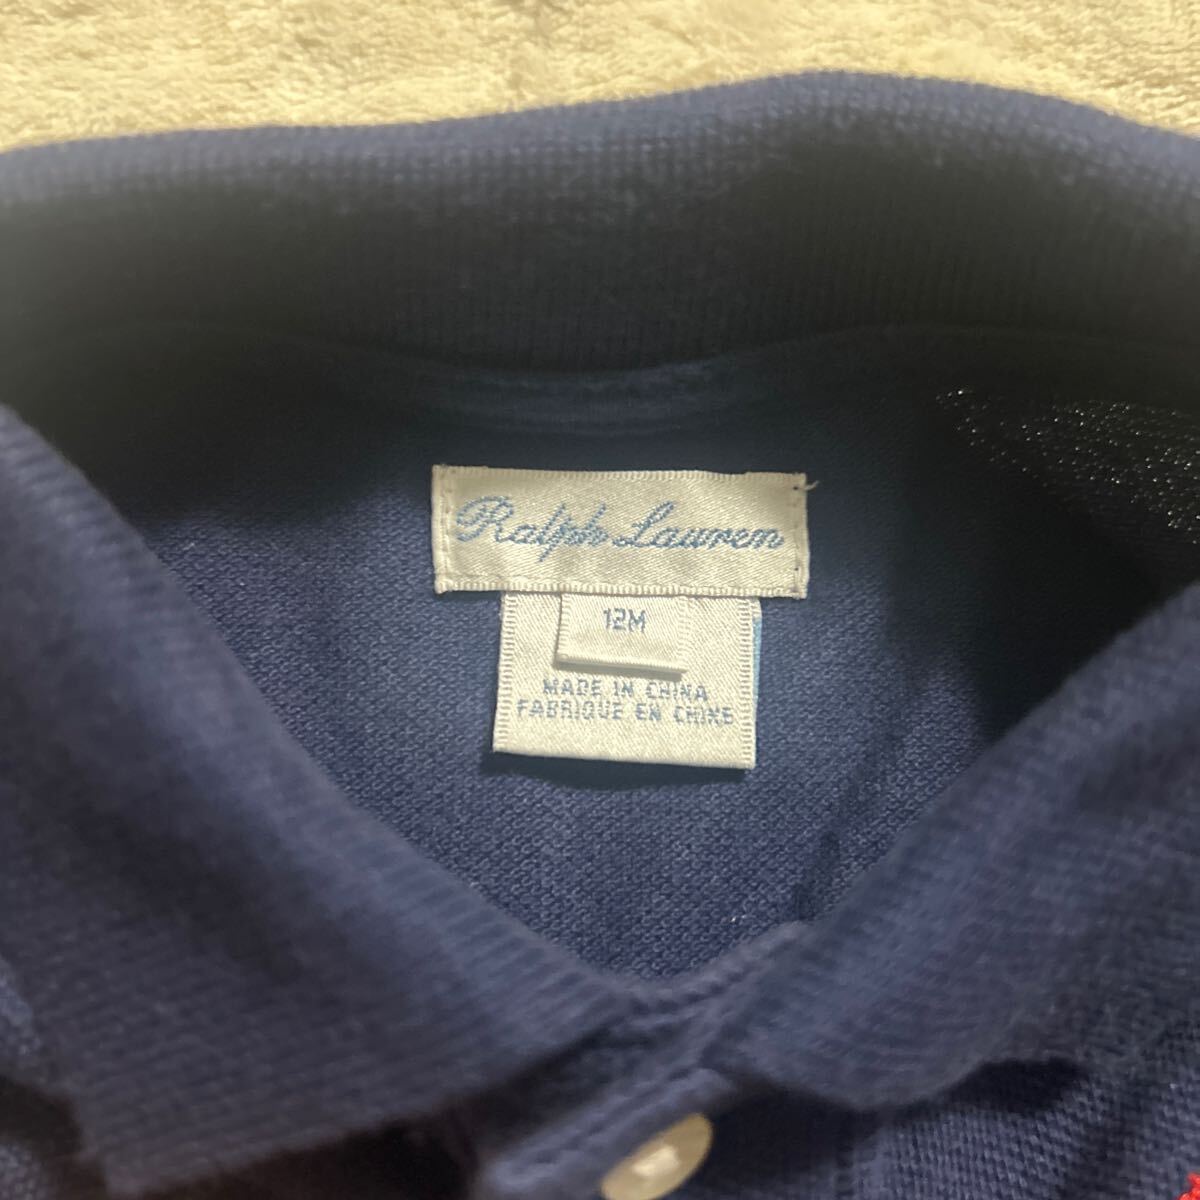 Ralph Lauren
12M
MADE IN CHINA
FABRIQUE EN CHINE